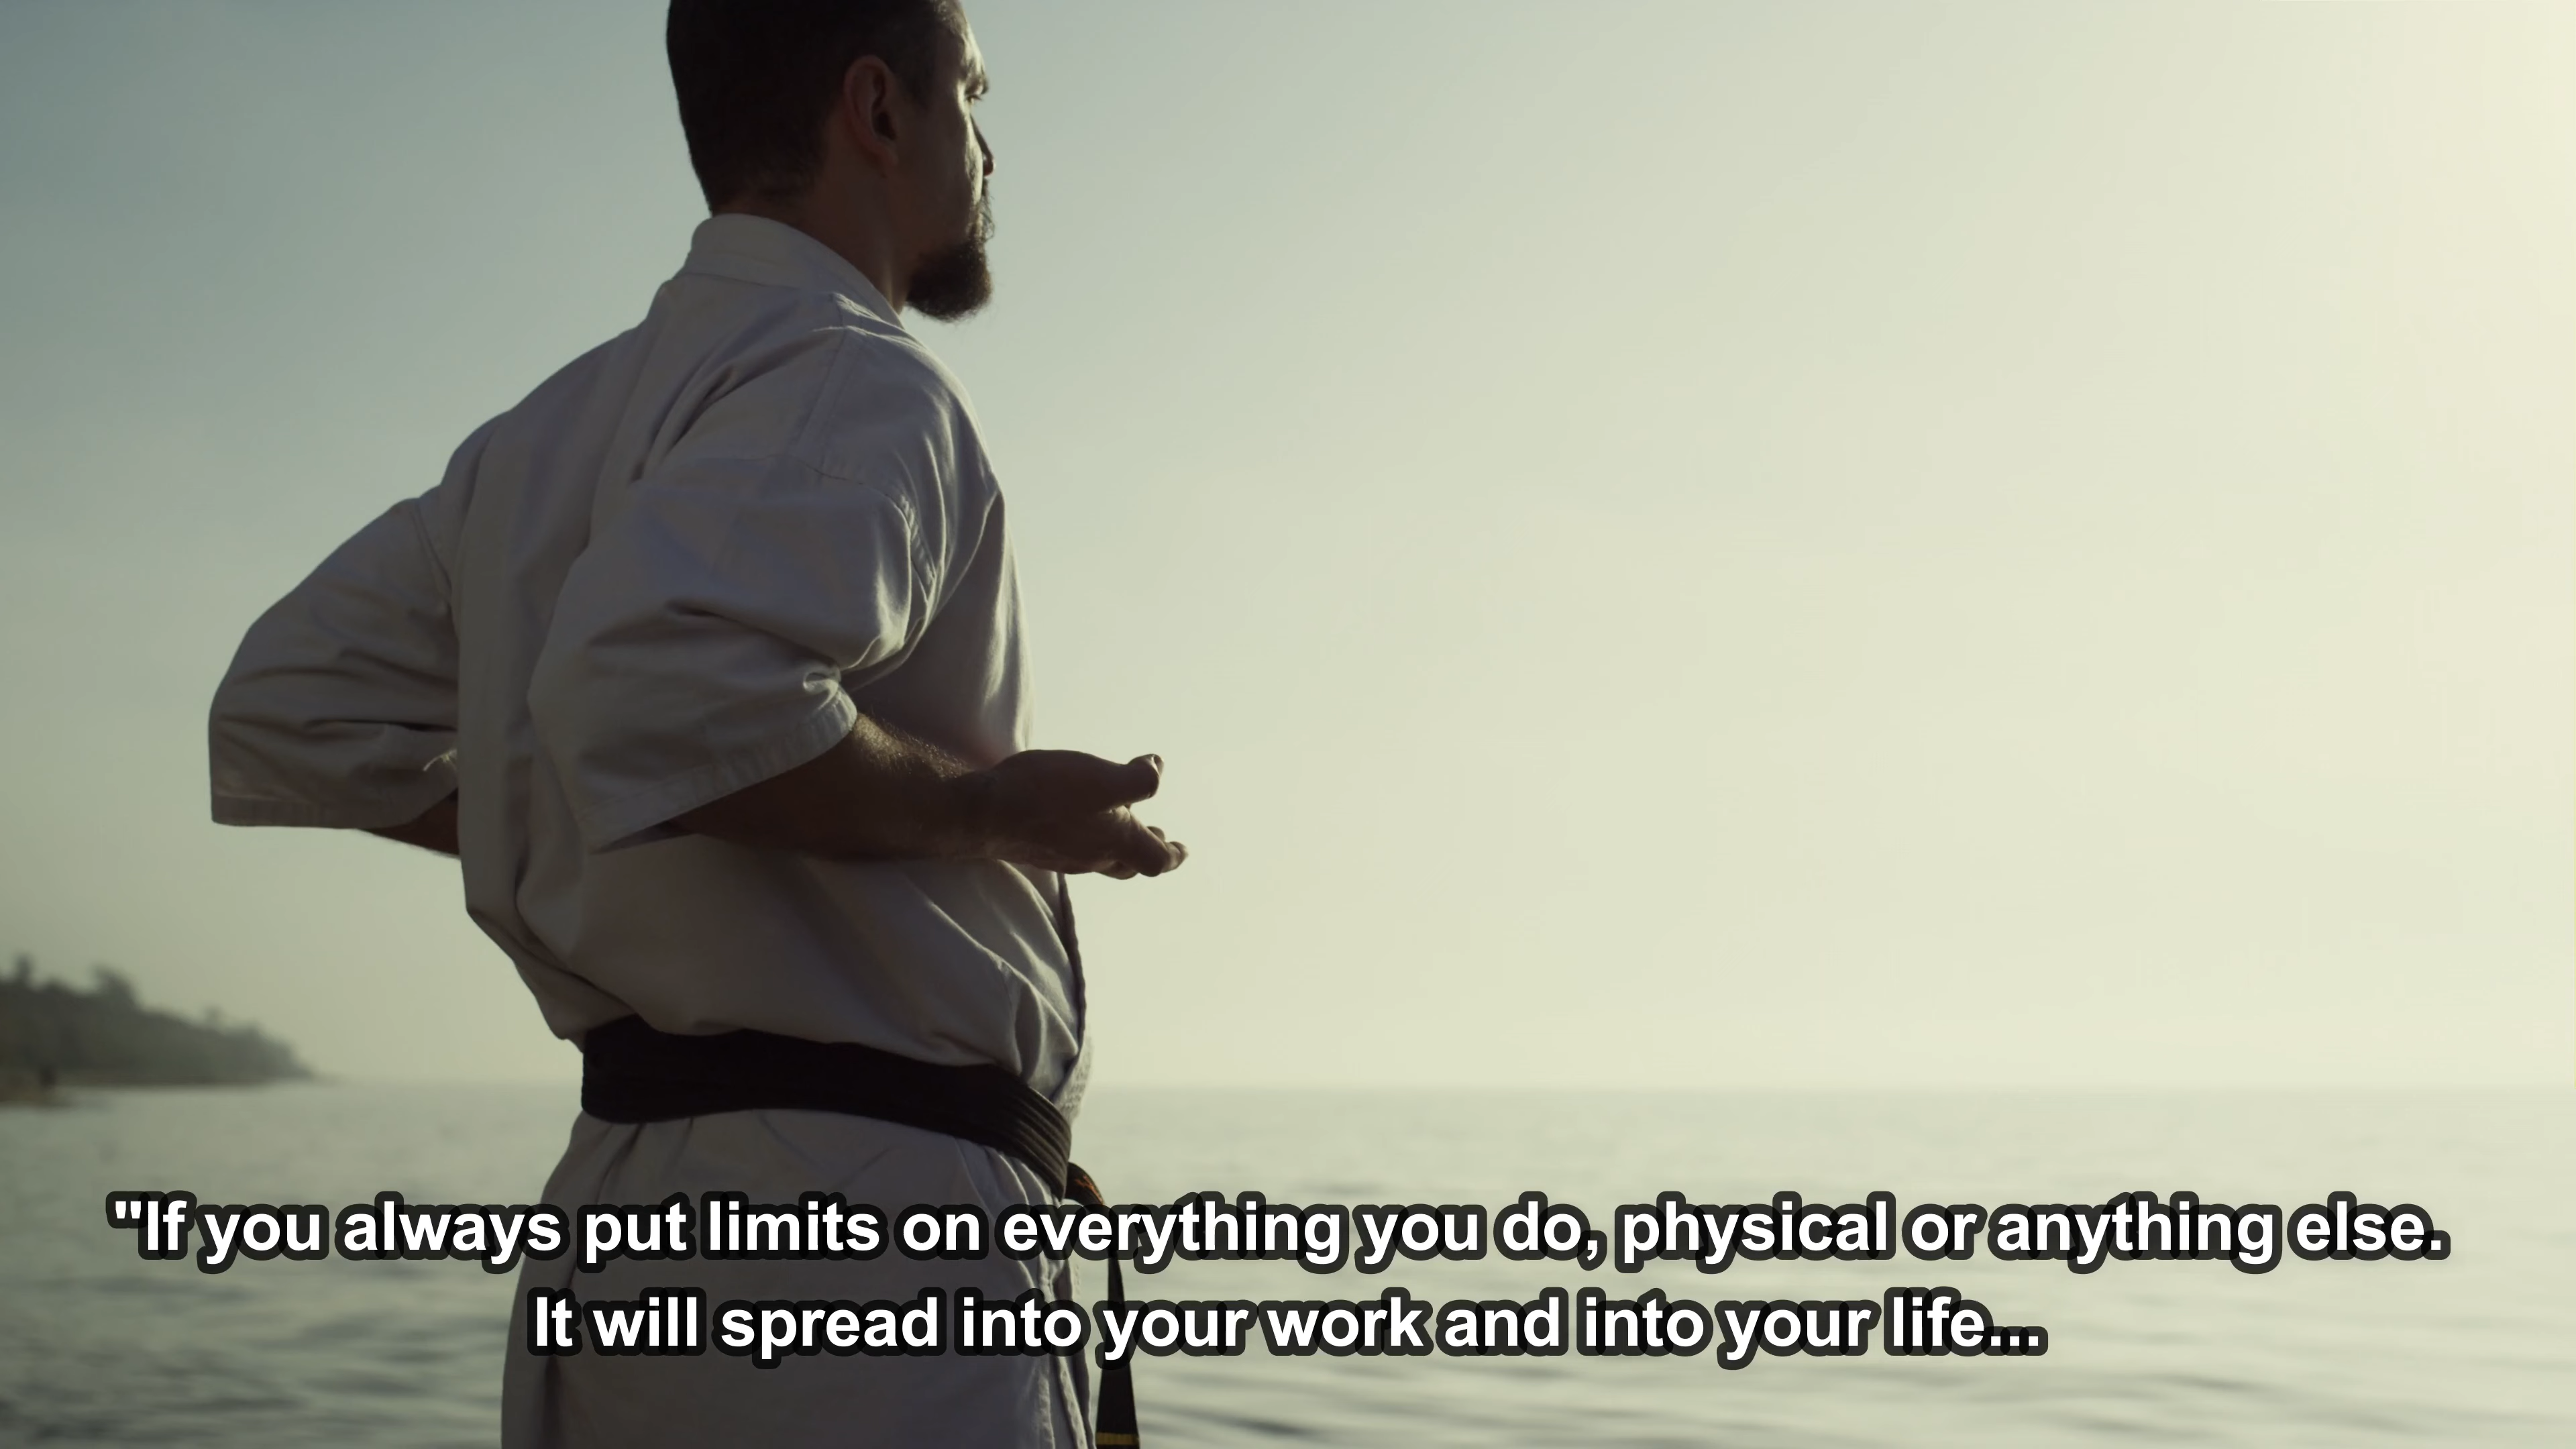 "If you always put limits on everything you do, physical or anything else.
It will spread into your work and into your life...